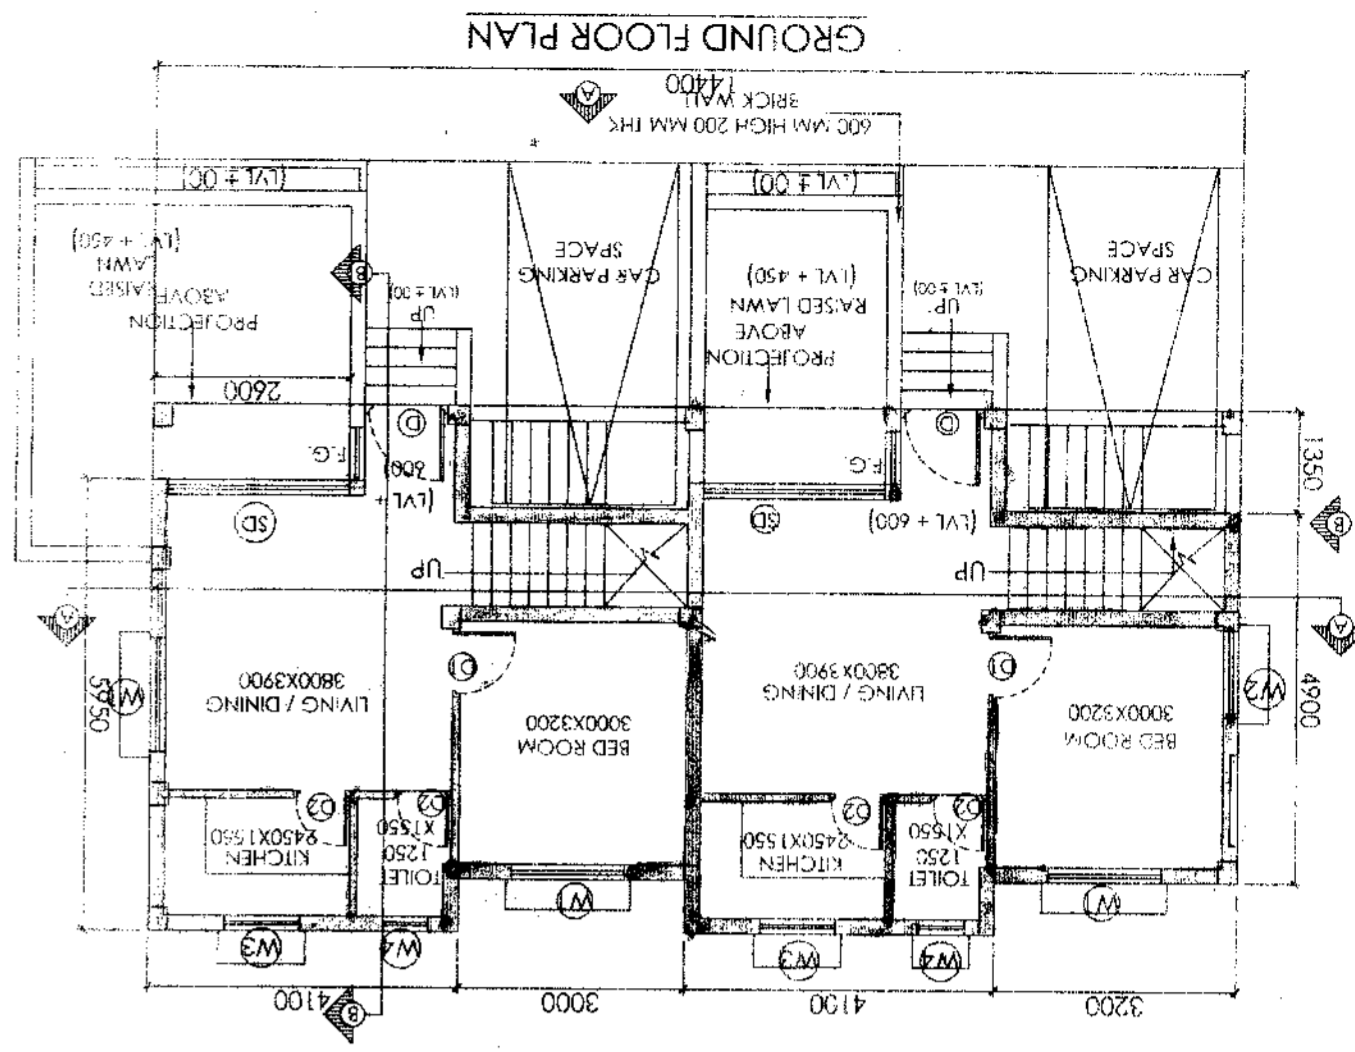 3200
4100
3000
4100
B
W4
W3
W4
W3
W1
W
TOILET
1250
X1550
KITCHEN
2450X1550
TOILET
1250
X1550
KITCHEN
2450X1550
D2
D2
D2
D2
BED ROOM
3000X3200
LIVING / DINING
3800X3900
BED ROOM
3000X3200
LIVING / DINING
3800X3900
4900
W2
W
5950
D1
D1
A
A
UP
UP
B
1350
(LVL + 600)
SD
(LVL +
600)
SD
F.G.
F.G.
D
D
2600
PROJECTION
ABOVE
RAISED LAWN
(LVL + 450)
PROJECTION
ABOVE RAISED
LAWN
(LVL + 450)
UP
(LVL ± 00)
UP
(LVL ± 00)
CAR PARKING
SPACE
CAR PARKING
SPACE
B
(LVL ± 00)
(LVL ± 00)
600 MM HIGH 200 MM THK
BRICK WALL
A
14400
GROUND FLOOR PLAN